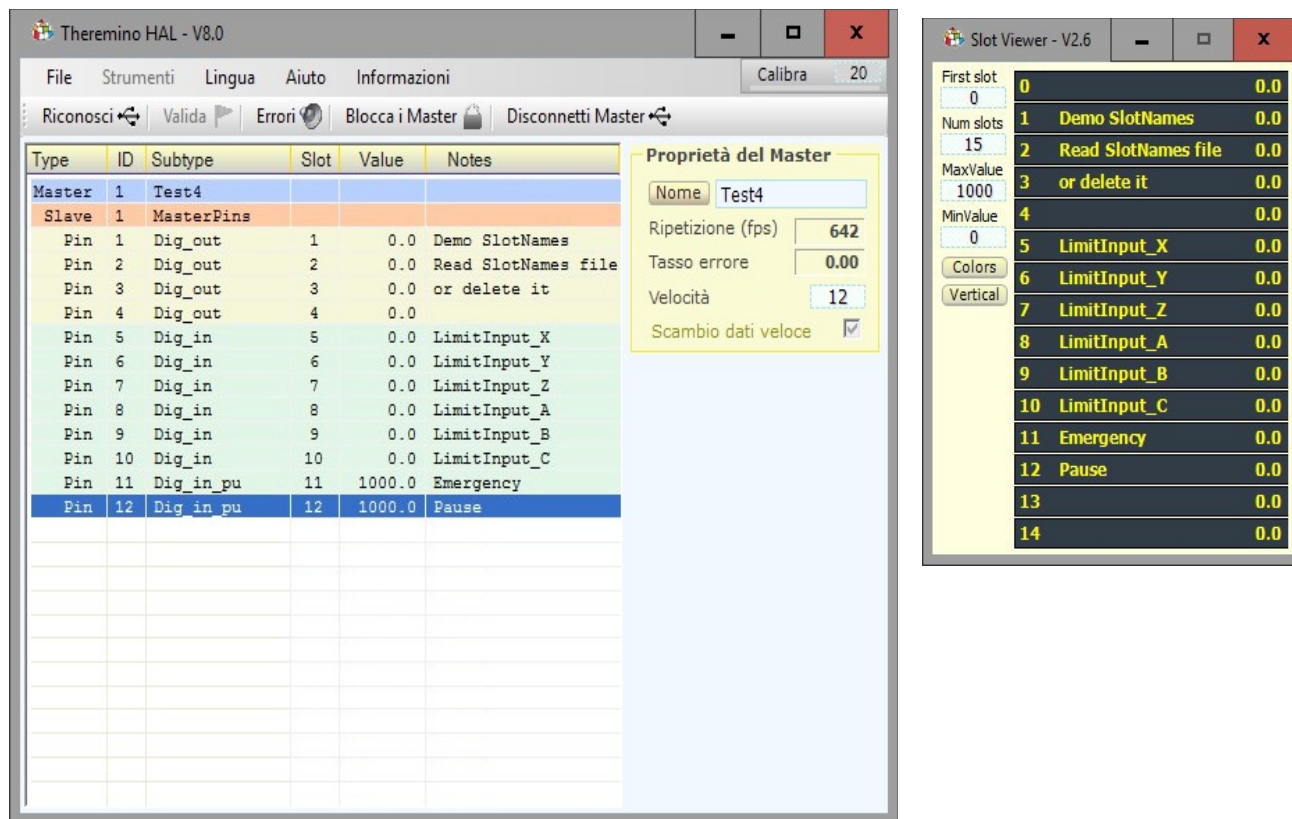 Theremino HAL - V8.0
File Strumenti Lingua Aiuto Informazioni Calibra 20
Riconosci Valida Errori Blocca i Master Disconnetti Master
Type ID Subtype Slot Value Notes
Master 1 Test4
Slave 1 MasterPins
Pin 1 Dig_out 1 0.0 Demo SlotNames
Pin 2 Dig_out 2 0.0 Read SlotNames file
Pin 3 Dig_out 3 0.0 or delete it
Pin 4 Dig_out 4 0.0
Pin 5 Dig_in 5 0.0 LimitInput_X
Pin 6 Dig_in 6 0.0 LimitInput_Y
Pin 7 Dig_in 7 0.0 LimitInput_Z
Pin 8 Dig_in 8 0.0 LimitInput_A
Pin 9 Dig_in 9 0.0 LimitInput_B
Pin 10 Dig_in 10 0.0 LimitInput_C
Pin 11 Dig_in_pu 11 1000.0 Emergency
Pin 12 Dig_in_pu 12 1000.0 Pause
Proprietà del Master
Nome Test4
Ripetizione (fps) 642
Tasso errore 0.00
Velocità 12
Scambio dati veloce
Slot Viewer - V2.6
First slot
0
Num slots
15
MaxValue
1000
MinValue
0
Colors
Vertical
0 0.0
1 Demo SlotNames 0.0
2 Read SlotNames file 0.0
3 or delete it 0.0
4 0.0
5 LimitInput_X 0.0
6 LimitInput_Y 0.0
7 LimitInput_Z 0.0
8 LimitInput_A 0.0
9 LimitInput_B 0.0
10 LimitInput_C 0.0
11 Emergency 0.0
12 Pause 0.0
13 0.0
14 0.0